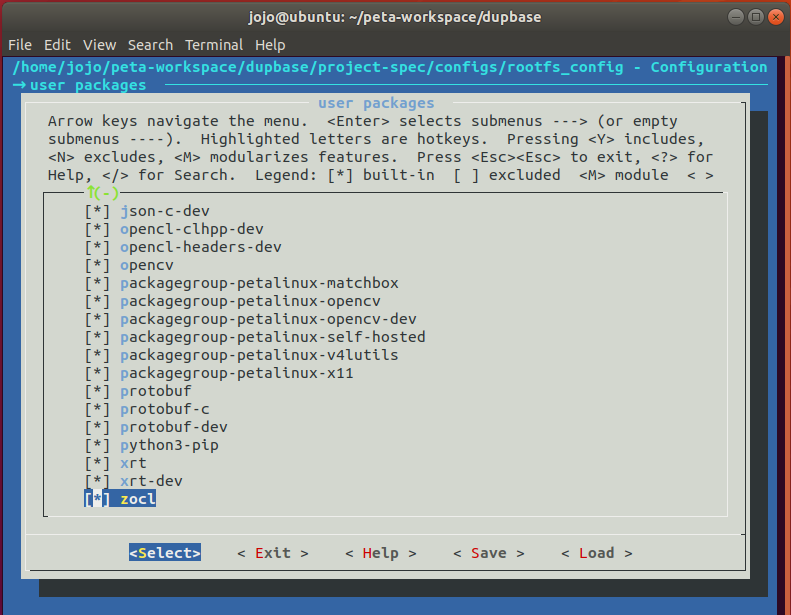 jojo@ubuntu: ~/peta-workspace/dupbase
File Edit View Search Terminal Help
/home/jojo/peta-workspace/dupbase/project-spec/configs/rootfs_config - Configuration
→ user packages
user packages
Arrow keys navigate the menu.  <Enter> selects submenus ---> (or empty
submenus ----).  Highlighted letters are hotkeys.  Pressing <Y> includes,
<N> excludes, <M> modularizes features.  Press <Esc><Esc> to exit, <?> for
Help, </> for Search.  Legend: [*] built-in  [ ] excluded  <M> module  < >
↑(-)
[*] json-c-dev
[*] opencl-clhpp-dev
[*] opencl-headers-dev
[*] opencv
[*] packagegroup-petalinux-matchbox
[*] packagegroup-petalinux-opencv
[*] packagegroup-petalinux-opencv-dev
[*] packagegroup-petalinux-self-hosted
[*] packagegroup-petalinux-v4lutils
[*] packagegroup-petalinux-x11
[*] protobuf
[*] protobuf-c
[*] protobuf-dev
[*] python3-pip
[*] xrt
[*] xrt-dev
[*] zocl
<Select> < Exit > < Help > < Save > < Load >